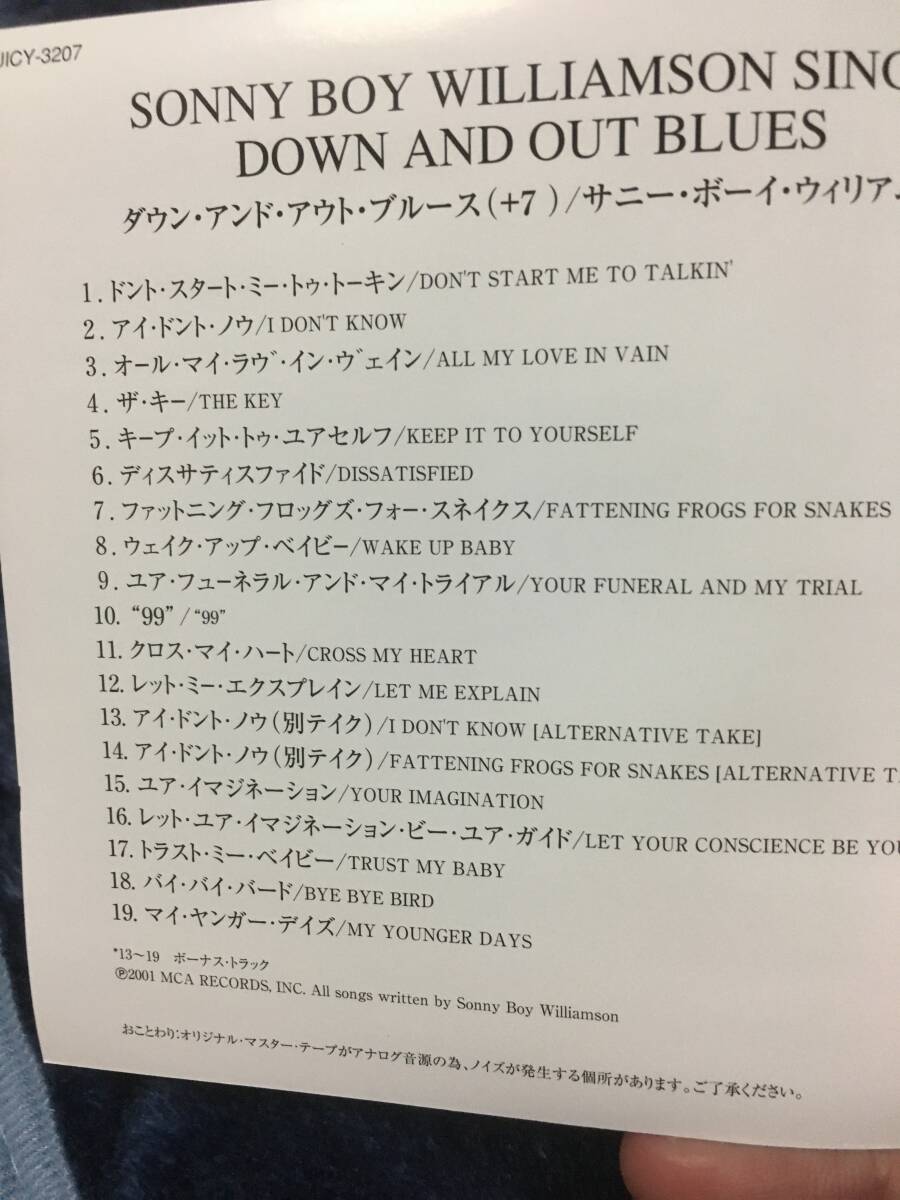 UICY-3207
SONNY BOY WILLIAMSON SING
DOWN AND OUT BLUES
ダウン・アンド・アウト・ブルース(+7 )/サニー・ボーイ・ウィリア
1. ドント・スタート・ミー・トゥ・トーキン/DON'T START ME TO TALKIN'
2. アイ・ドント・ノウ/I DON'T KNOW
3. オール・マイ・ラヴ・イン・ヴェイン/ALL MY LOVE IN VAIN
4. ザ・キー/THE KEY
5. キープ・イット・トゥ・ユアセルフ/KEEP IT TO YOURSELF
6. ディスサティスファイド/DISSATISFIED
7. ファットニング・フロッグズ・フォー・スネイクス/FATTENING FROGS FOR SNAKES
8. ウェイク・アップ・ベイビー/WAKE UP BABY
9. ユア・フューネラル・アンド・マイ・トライアル/YOUR FUNERAL AND MY TRIAL
10. “99” / “99”
11. クロス・マイ・ハート/CROSS MY HEART
12. レット・ミー・エクスプレイン/LET ME EXPLAIN
13. アイ・ドント・ノウ(別テイク)/I DON'T KNOW [ALTERNATIVE TAKE]
14. アイ・ドント・ノウ(別テイク)/FATTENING FROGS FOR SNAKES [ALTERNATIVE T
15. ユア・イマジネーション/YOUR IMAGINATION
16. レット・ユア・イマジネーション・ビー・ユア・ガイド/LET YOUR CONSCIENCE BE YOU
17. トラスト・ミー・ベイビー/TRUST MY BABY
18. バイ・バイ・バード/BYE BYE BIRD
19. マイ・ヤンガー・デイズ/MY YOUNGER DAYS
*13〜19 ボーナス・トラック
℗2001 MCA RECORDS, INC. All songs written by Sonny Boy Williamson
おことわり:オリジナル・マスター・テープがアナログ音源の為、ノイズが発生する個所があります。ご了承ください。